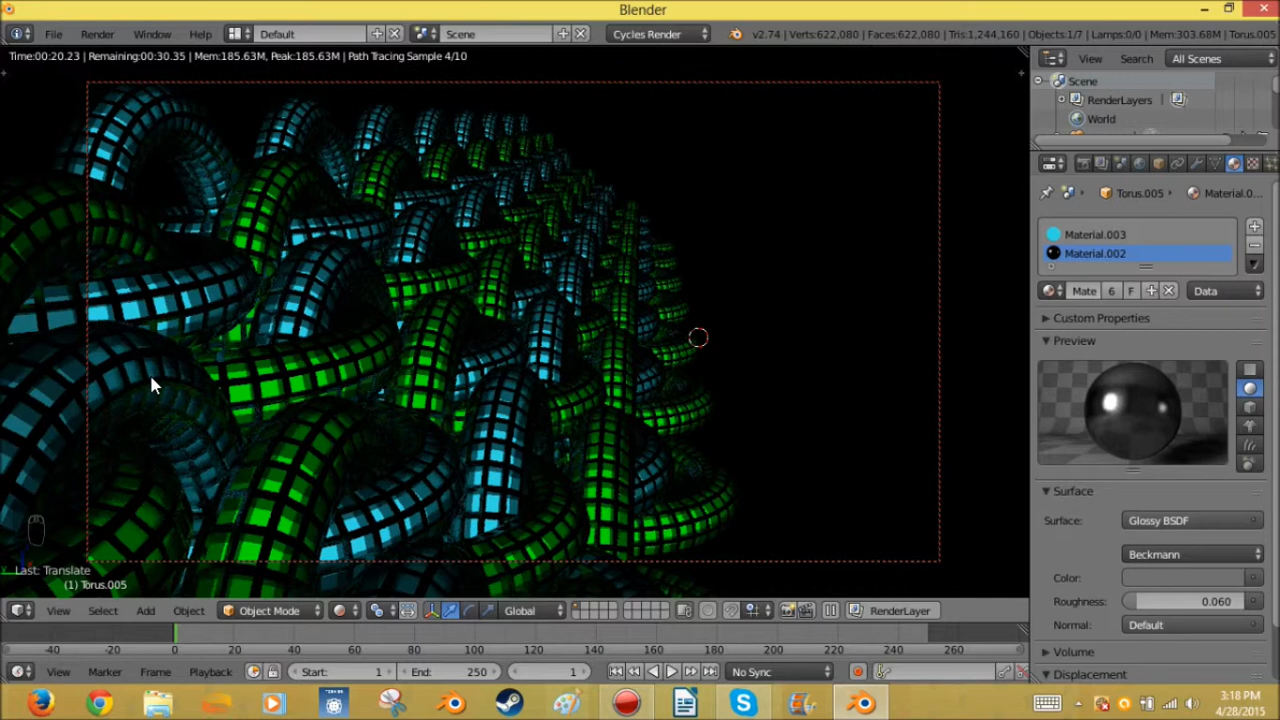 Blender
File Render Window Help Default Scene Cycles Render v2.74 | Verts:622,080 | Faces:622,080 | Tris:1,244,160 | Objects:1/7 | Lamps:0/0 | Mem:303.68M | Torus.005
Time:00:20.23 | Remaining:00:30.35 | Mem:185.63M, Peak:185.63M | Path Tracing Sample 4/10
View Search All Scenes
Scene
RenderLayers
World
Torus.005 Material.0...
Material.003
Material.002
Mate 6 F Data
Custom Properties
Preview
Surface
Surface: Glossy BSDF
Beckmann
Color:
Roughness: 0.060
Normal: Default
Volume
Displacement
Last: Translate
(1) Torus.005
View Select Add Object Object Mode Global RenderLayer
-40 -20 0 20 40 60 80 100 120 140 160 180 200 220 240 260
View Marker Frame Playback Start: 1 End: 250 1 No Sync
3:18 PM
4/28/2015